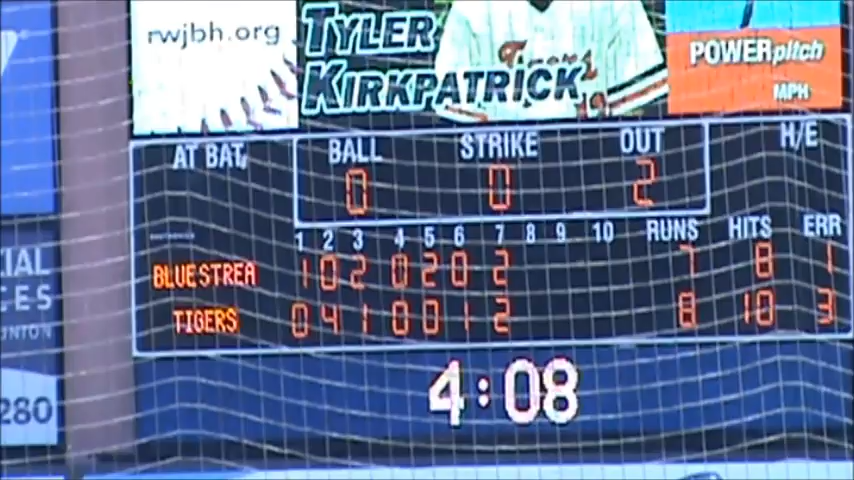 rwjbh.org
TYLER
KIRKPATRICK
Tigers
POWERpitch
MPH
AT BAT
BALL STRIKE OUT H/E
0 0 2
1 2 3 4 5 6 7 8 9 10 RUNS HITS ERR
BLUESTREA 1 0 2 0 2 0 2 7 8 1
TIGERS 0 4 1 0 0 1 2 8 10 3
4:08
280